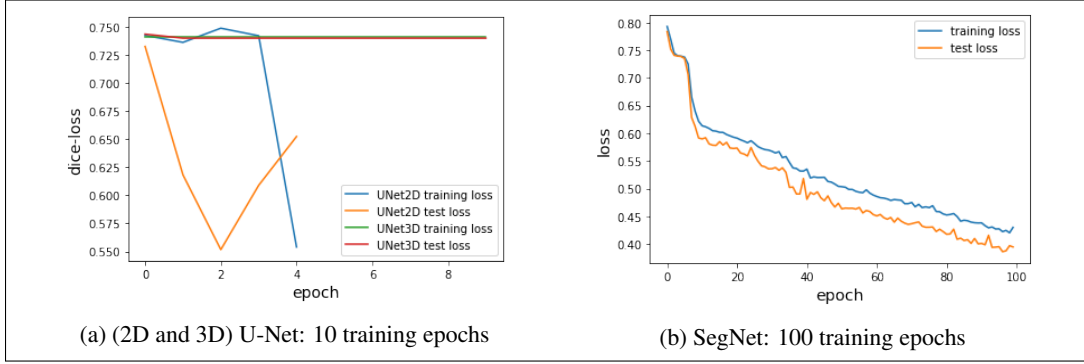 0.750
0.725
0.700
0.675
0.650
0.625
0.600
0.575
0.550
dice-loss
0 2 4 6 8
epoch
UNet2D training loss
UNet2D test loss
UNet3D training loss
UNet3D test loss
(a) (2D and 3D) U-Net: 10 training epochs
0.80
0.75
0.70
0.65
0.60
0.55
0.50
0.45
0.40
loss
0 20 40 60 80 100
epoch
training loss
test loss
(b) SegNet: 100 training epochs